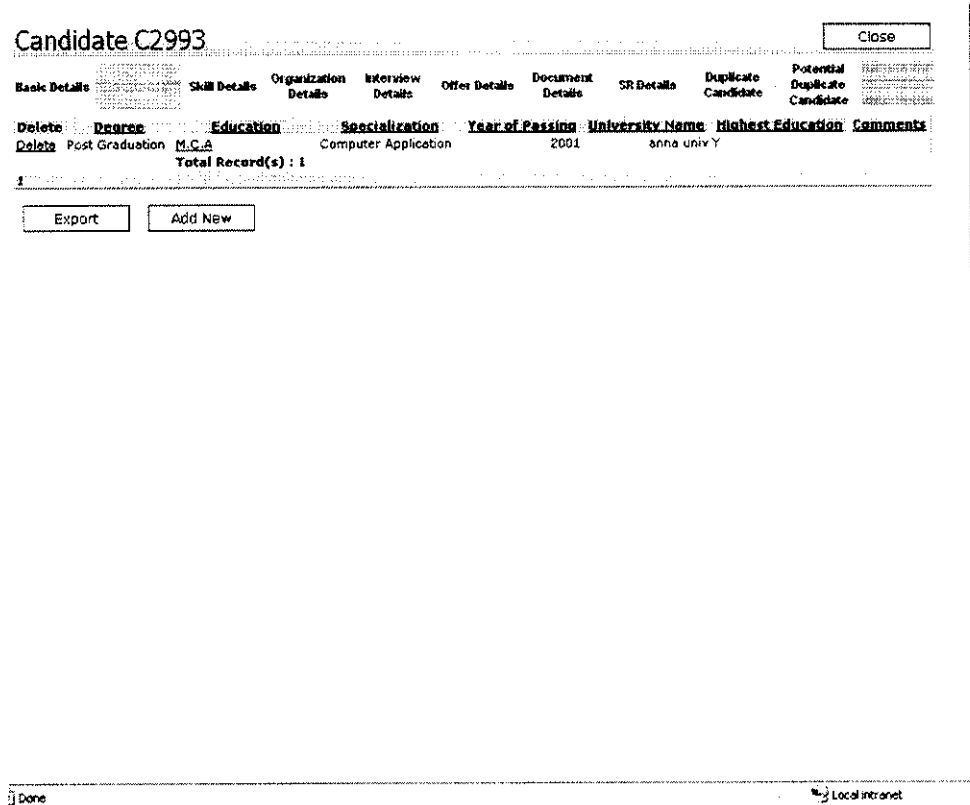 Candidate C2993
Close
Basic Details Skill Details Organization Details Interview Details Offer Details Document Details SR Details Duplicate Candidate Potential Duplicate Candidate
Delete Degree Education Specialization Year of Passing University Name Highest Education Comments
Delete Post Graduation M.C.A Computer Application 2001 anna univ Y
Total Record(s) : 1
1
Export Add New
Done Local intranet